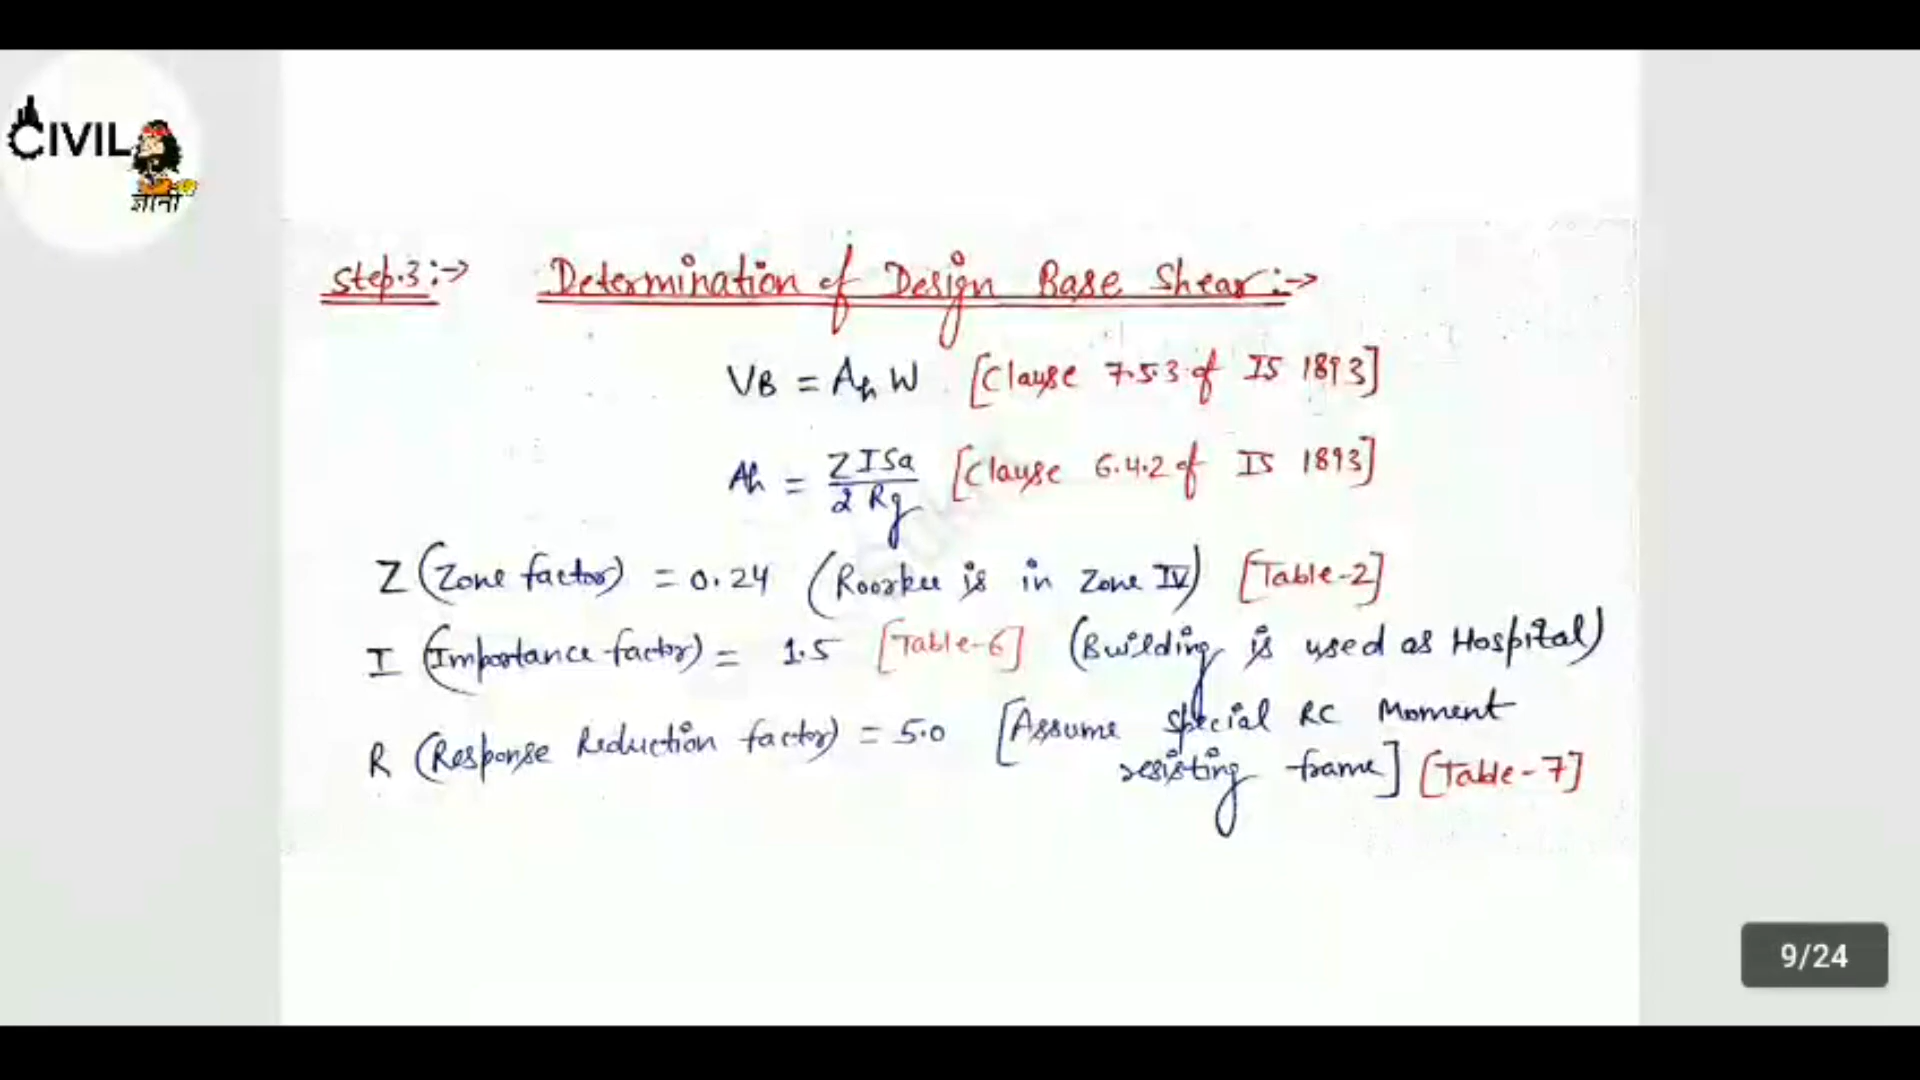 CIVIL
ज्ञानी
Step.3:→ Determination of Design Base Shear:→
VB = Ah W [Clause 7.5.3 of IS 1893]
Ah = Z I Sa / 2 R g [Clause 6.4.2 of IS 1893]
Z (Zone factor) = 0.24 (Roorkee is in Zone IV) [Table-2]
I (Importance factor) = 1.5 [Table-6] (Building is used as Hospital)
R (Response Reduction factor) = 5.0 [Assume Special RC Moment
resisting frame] [Table-7]
9/24